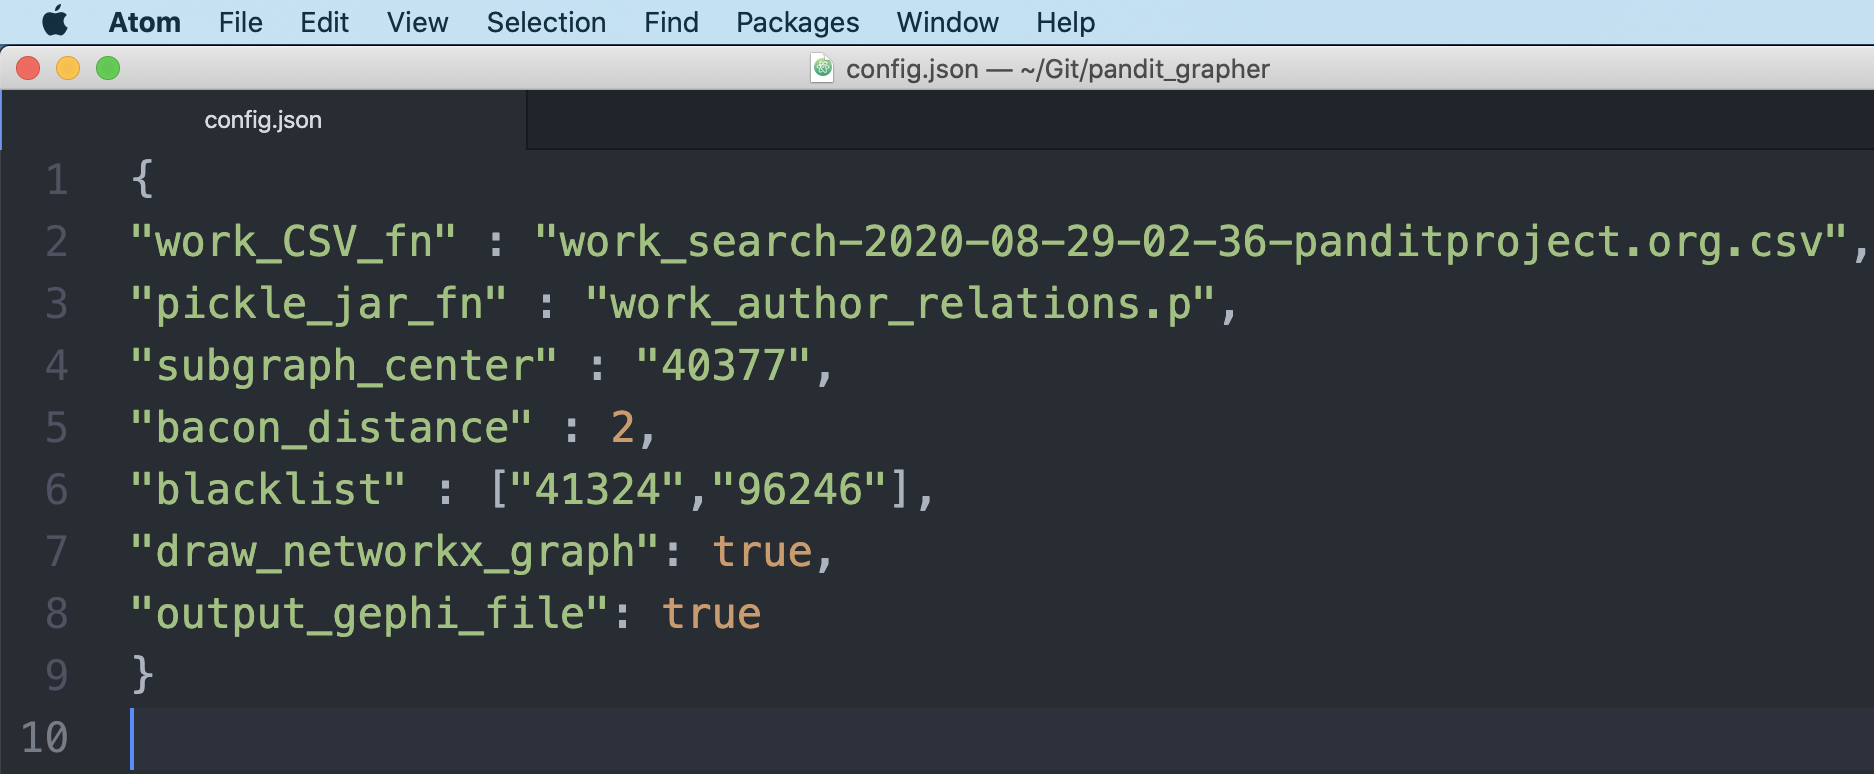 Atom File Edit View Selection Find Packages Window Help
config.json — ~/Git/pandit_grapher
config.json
1 {
2 "work_CSV_fn" : "work_search-2020-08-29-02-36-panditproject.org.csv",
3 "pickle_jar_fn" : "work_author_relations.p",
4 "subgraph_center" : "40377",
5 "bacon_distance" : 2,
6 "blacklist" : ["41324","96246"],
7 "draw_networkx_graph": true,
8 "output_gephi_file": true
9 }
10